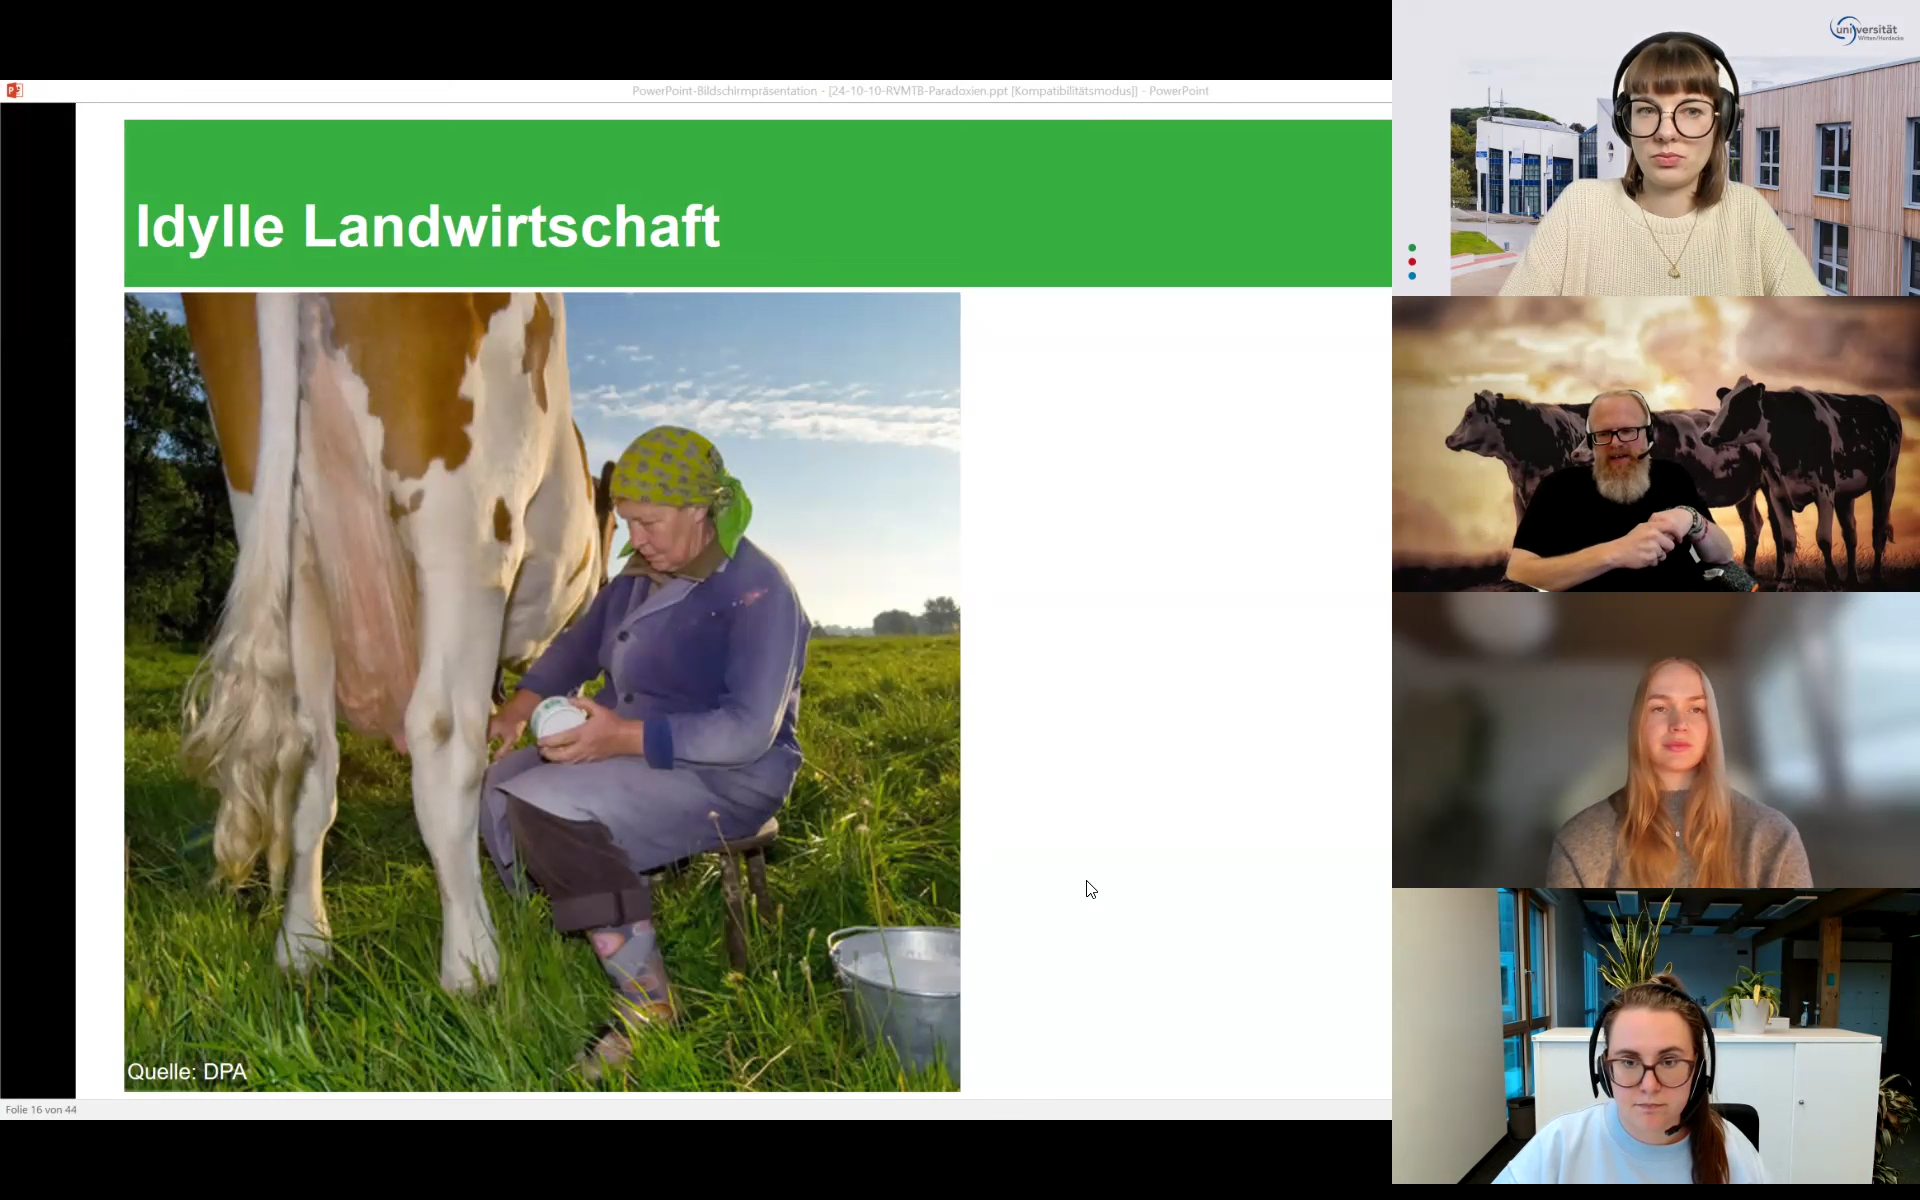 PowerPoint-Bildschirmpräsentation - [24-10-10-RVMTB-Paradoxien.ppt [Kompatibilitätsmodus]] - PowerPoint
Idylle Landwirtschaft
Quelle: DPA
Folie 16 von 44
universität
Witten/Herdecke